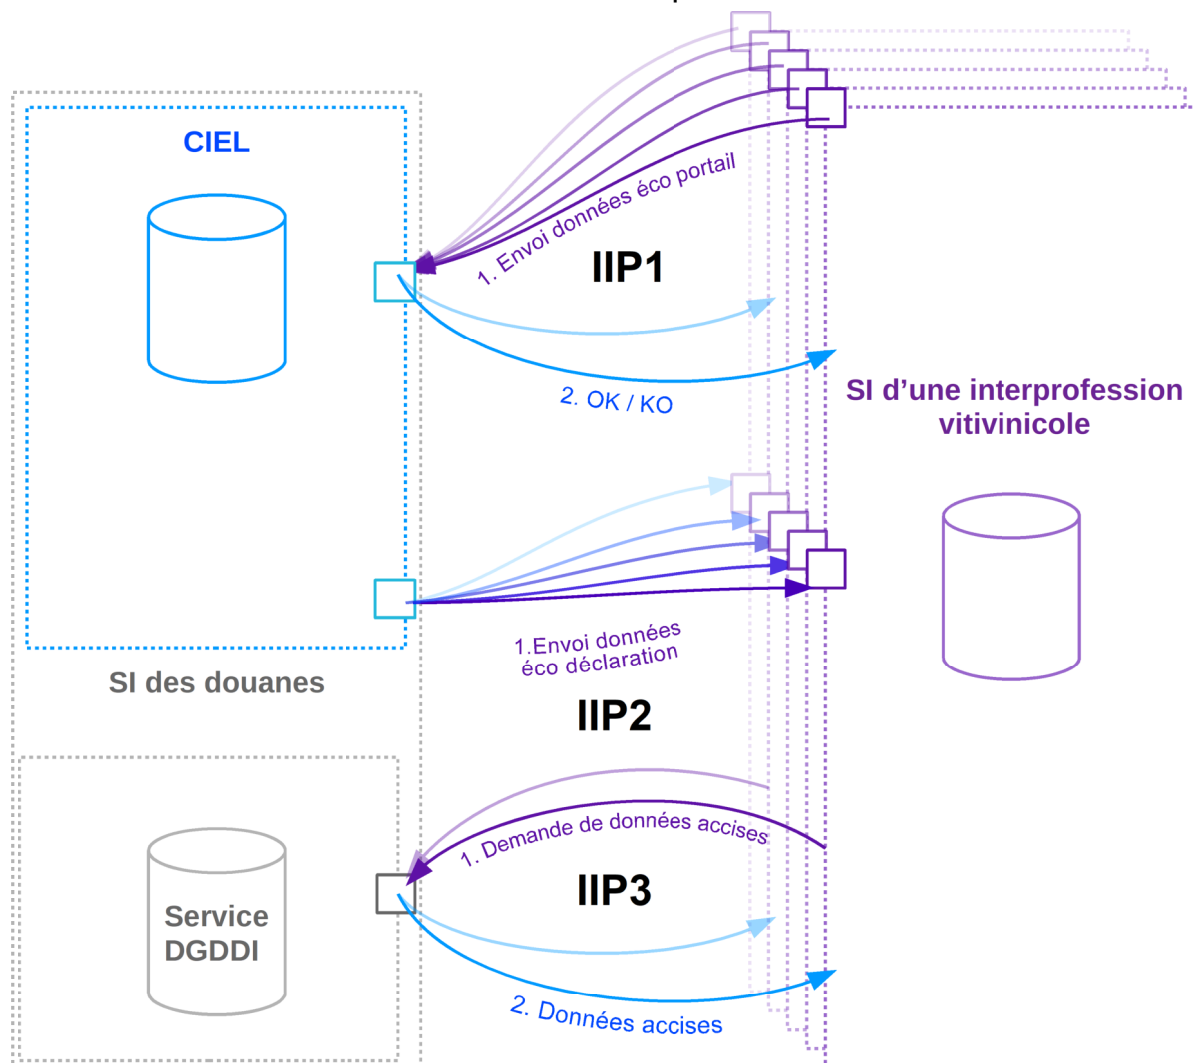 CIEL
1. Envoi données éco portail
IIP1
2. OK / KO
SI d’une interprofession
vitivinicole
1.Envoi données
éco déclaration
SI des douanes
IIP2
1. Demande de données accises
IIP3
Service
DGDDI
2. Données accises